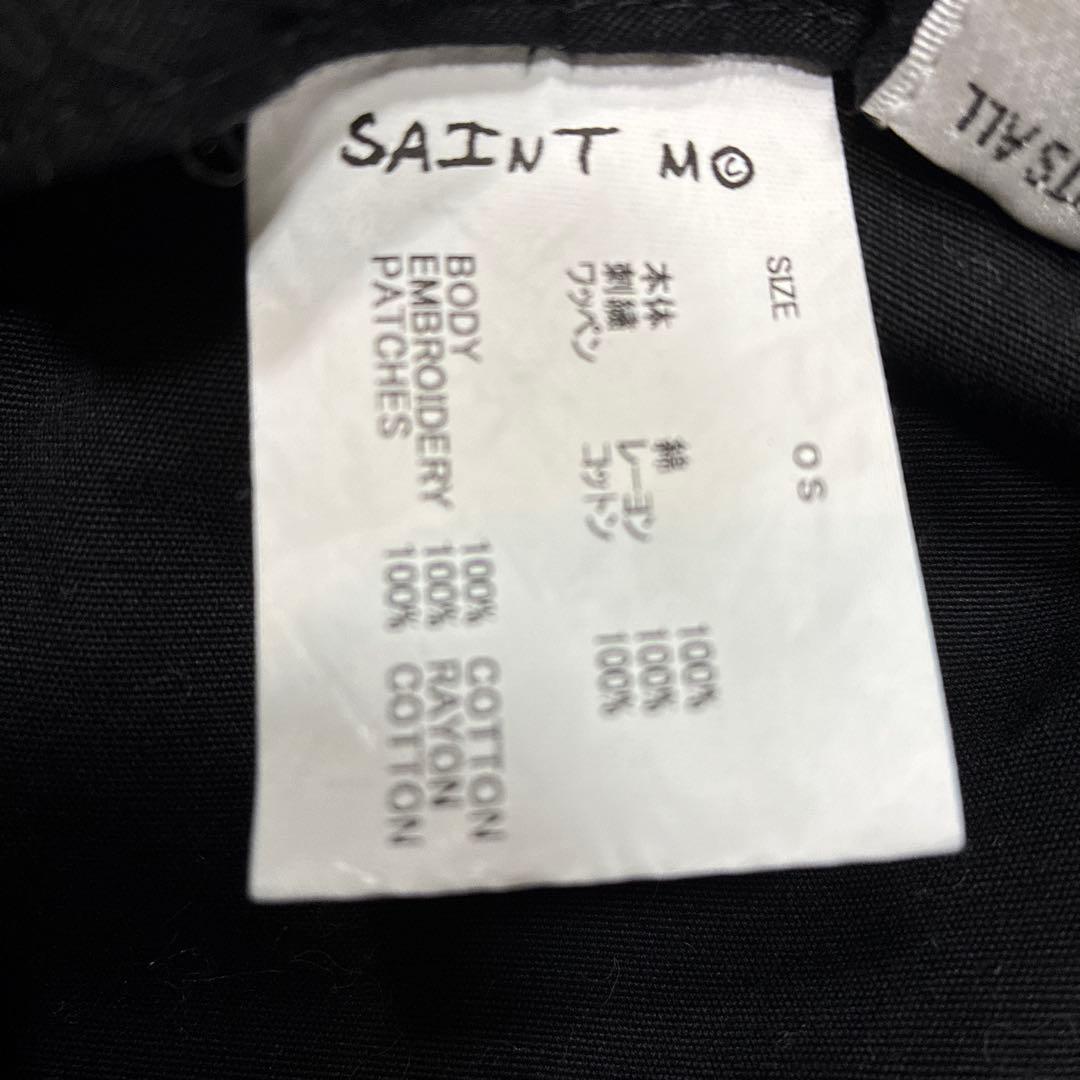 SAINT M©
SIZE OS
本体 綿 100%
刺繍 レーヨン 100%
ワッペン コットン 100%
BODY 100% COTTON
EMBROIDERY 100% RAYON
PATCHES 100% COTTON
ALL